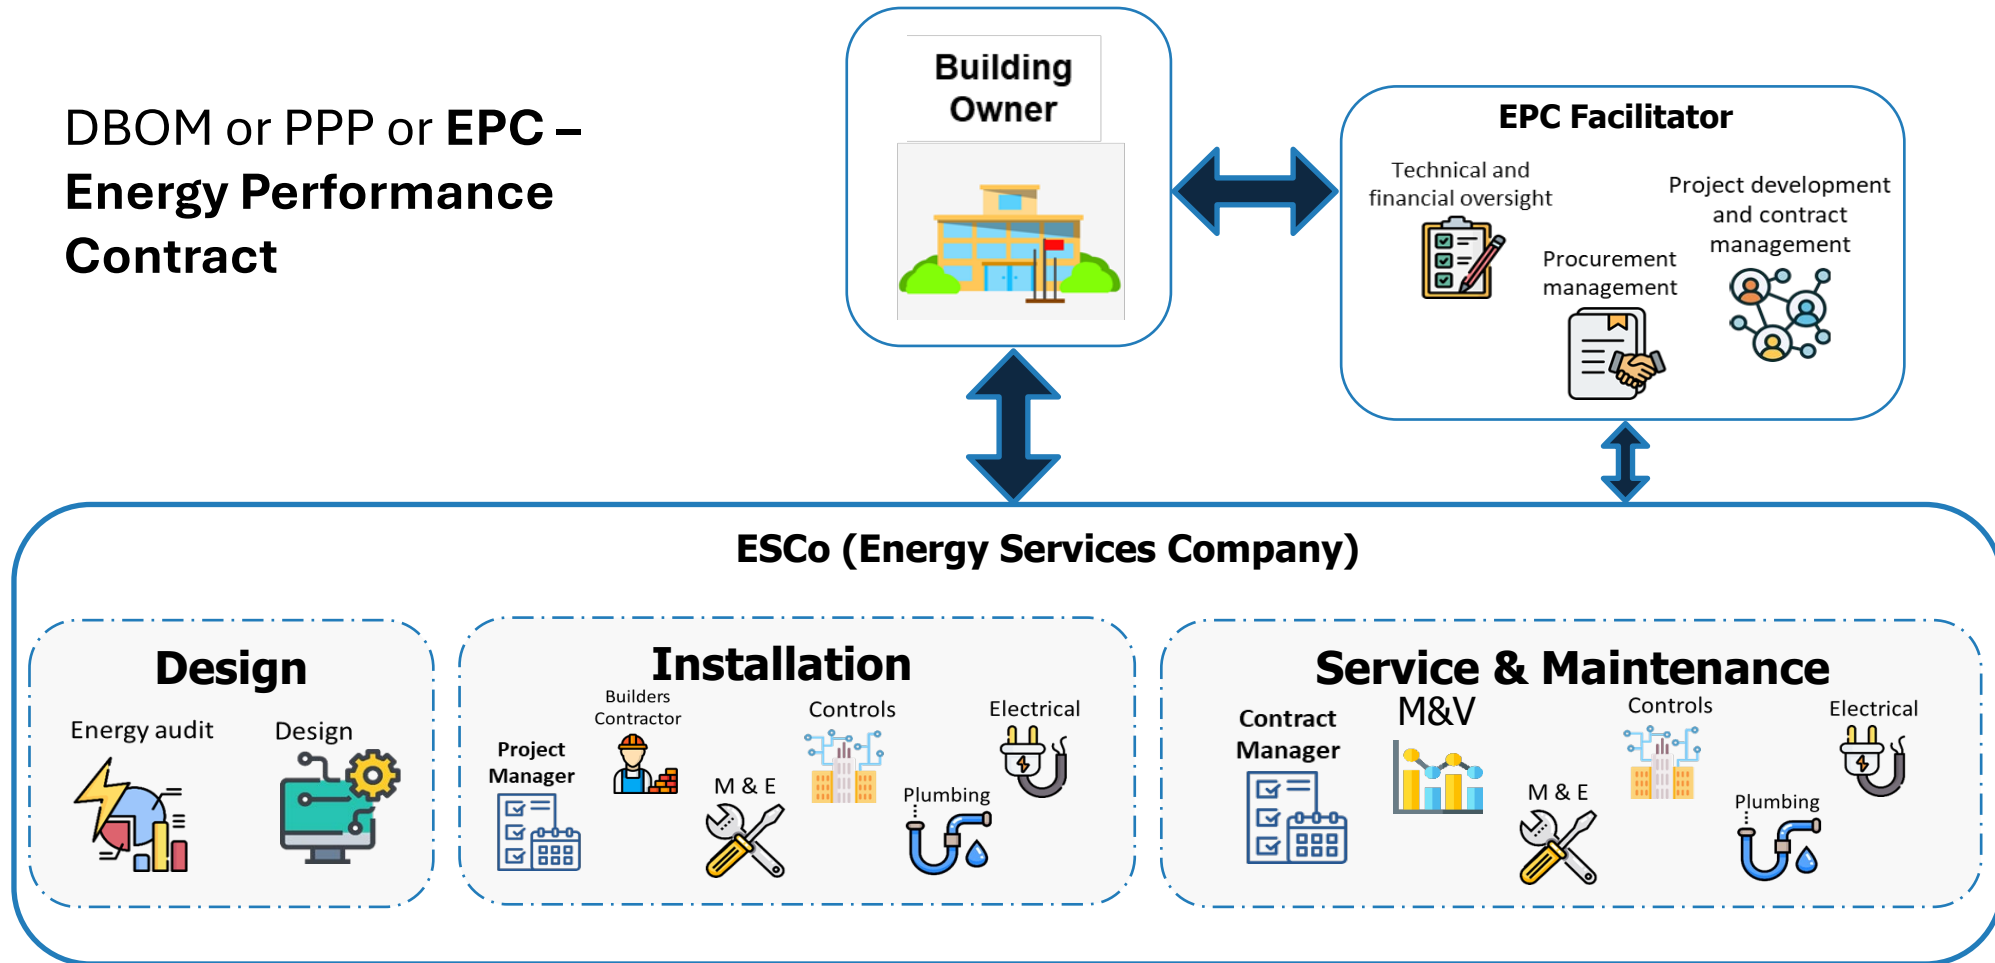 DBOM or PPP or EPC –
Energy Performance
Contract
Building
Owner
EPC Facilitator
Technical and
financial oversight
Procurement
management
Project development
and contract
management
ESCo (Energy Services Company)
Design
Energy audit
Design
Installation
Project
Manager
Builders
Contractor
M & E
Controls
Plumbing
Electrical
Service & Maintenance
Contract
Manager
M&V
M & E
Controls
Plumbing
Electrical